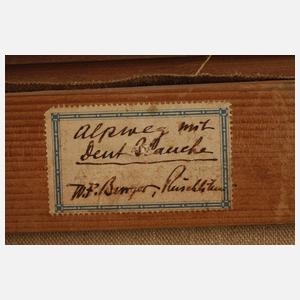 Alpweg mit
Dent Blanche
W. F. Burger, Rüschlikon